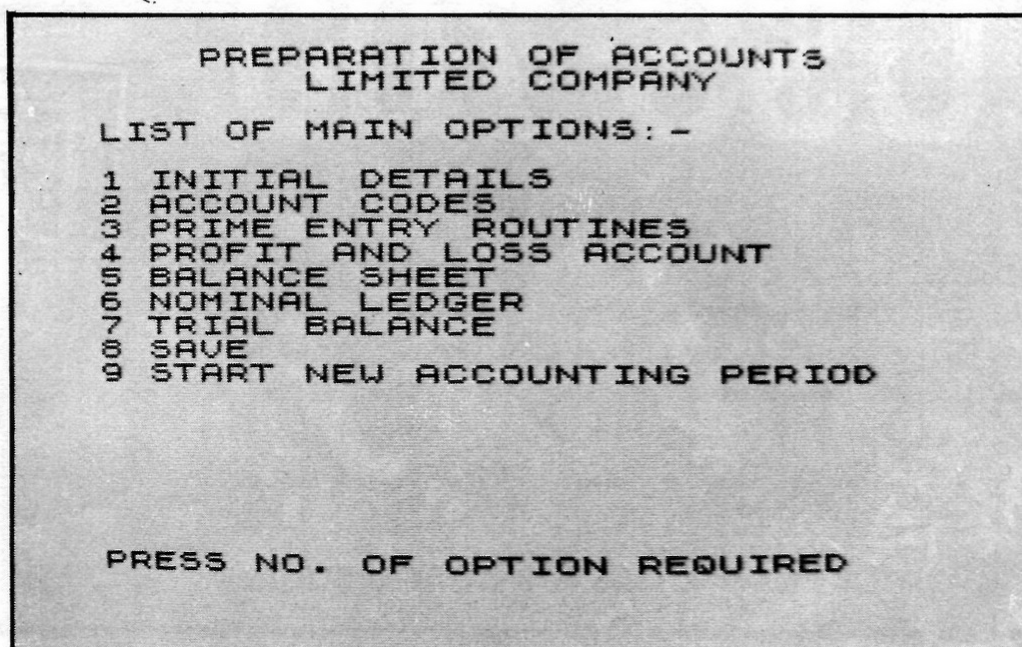 PREPARATION OF ACCOUNTS
LIMITED COMPANY
LIST OF MAIN OPTIONS:-
1 INITIAL DETAILS
2 ACCOUNT CODES
3 PRIME ENTRY ROUTINES
4 PROFIT AND LOSS ACCOUNT
5 BALANCE SHEET
6 NOMINAL LEDGER
7 TRIAL BALANCE
8 SAVE
9 START NEW ACCOUNTING PERIOD
PRESS NO. OF OPTION REQUIRED